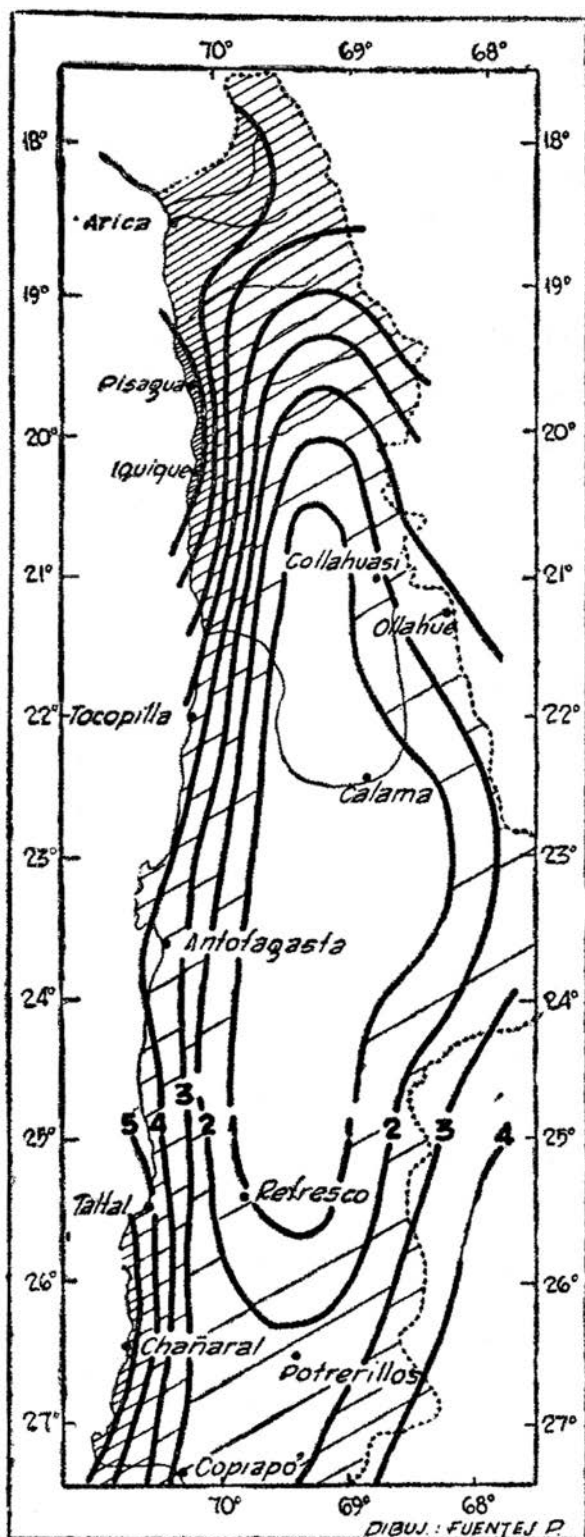 70° 69° 68°
18° 18°
Arica
19° 19°
Pisagua
20° 20°
Iquique
Collahuasi
21° 21°
Ollahue
22° 22°
Tocopilla
Calama
23° 23°
Antofagasta
24° 24°
3
5 4 2 1 1 2 3 4
25° 25°
Taltal
Refresco
26° 26°
Chañaral
Potrerillos
27° 27°
Copiapó
70° 69° 68°
DIBUJ.: FUENTES P.